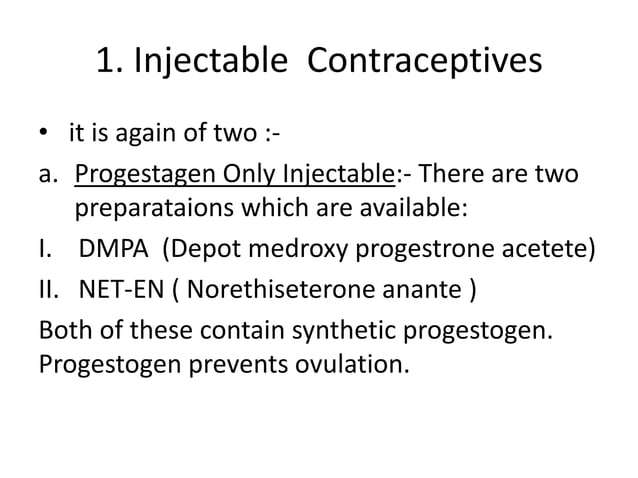 1. Injectable  Contraceptives
• it is again of two :-
a. Progestagen Only Injectable:- There are two
preparataions which are available:
I. DMPA  (Depot medroxy progestrone acetete)
II. NET-EN ( Norethiseterone anante )
Both of these contain synthetic progestogen.
Progestogen prevents ovulation.